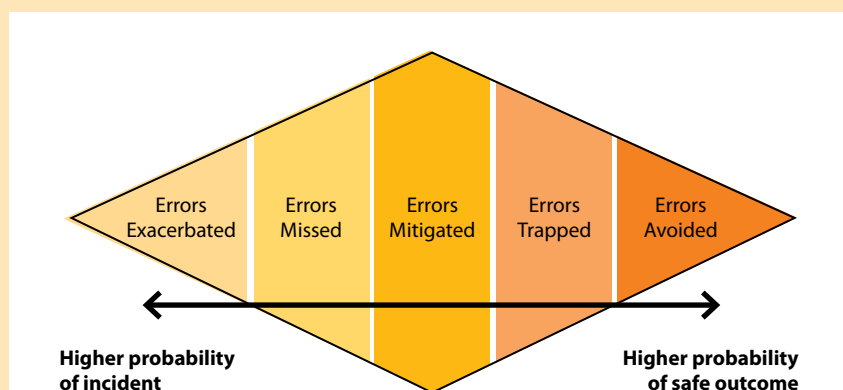 Errors
Exacerbated
Errors
Missed
Errors
Mitigated
Errors
Trapped
Errors
Avoided
Higher probability
of incident
Higher probability
of safe outcome